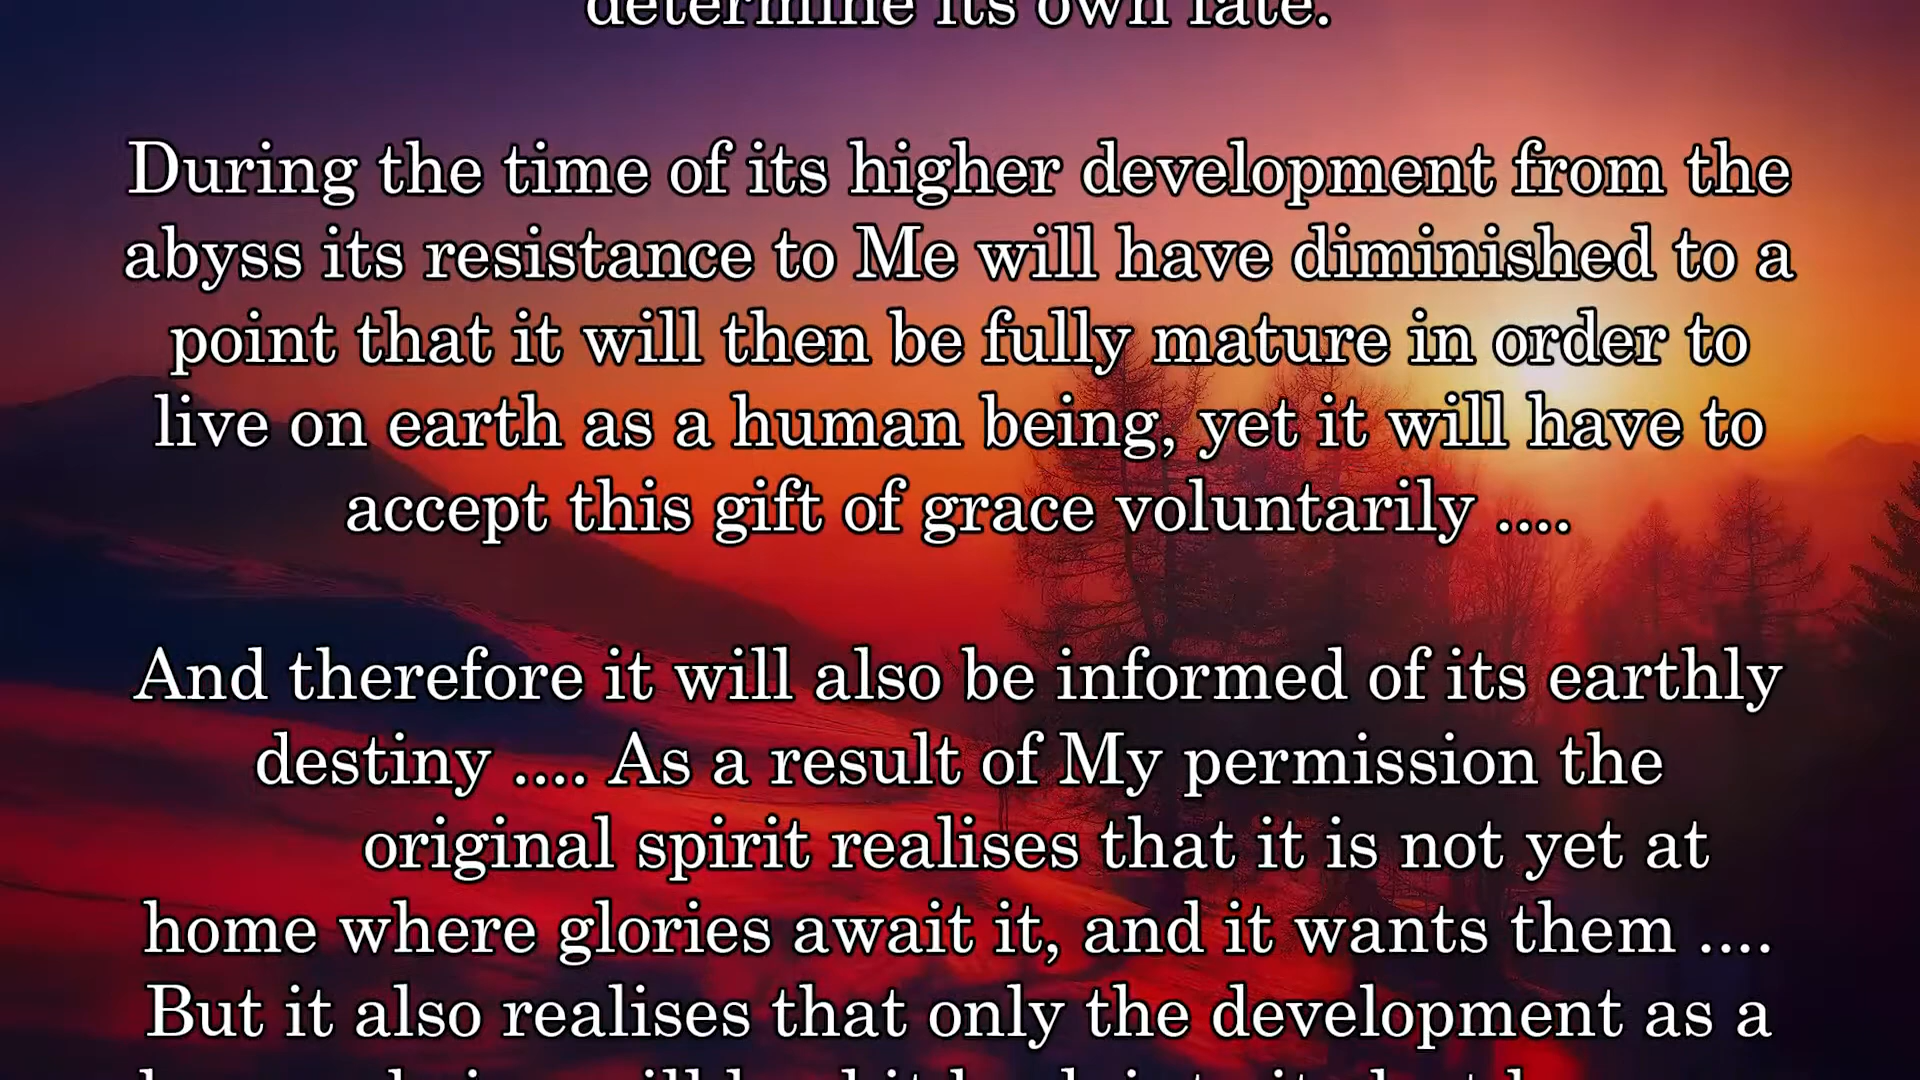 determine its own fate.
During the time of its higher development from the
abyss its resistance to Me will have diminished to a
point that it will then be fully mature in order to
live on earth as a human being, yet it will have to
accept this gift of grace voluntarily ....
And therefore it will also be informed of its earthly
destiny .... As a result of My permission the
original spirit realises that it is not yet at
home where glories await it, and it wants them ....
But it also realises that only the development as a